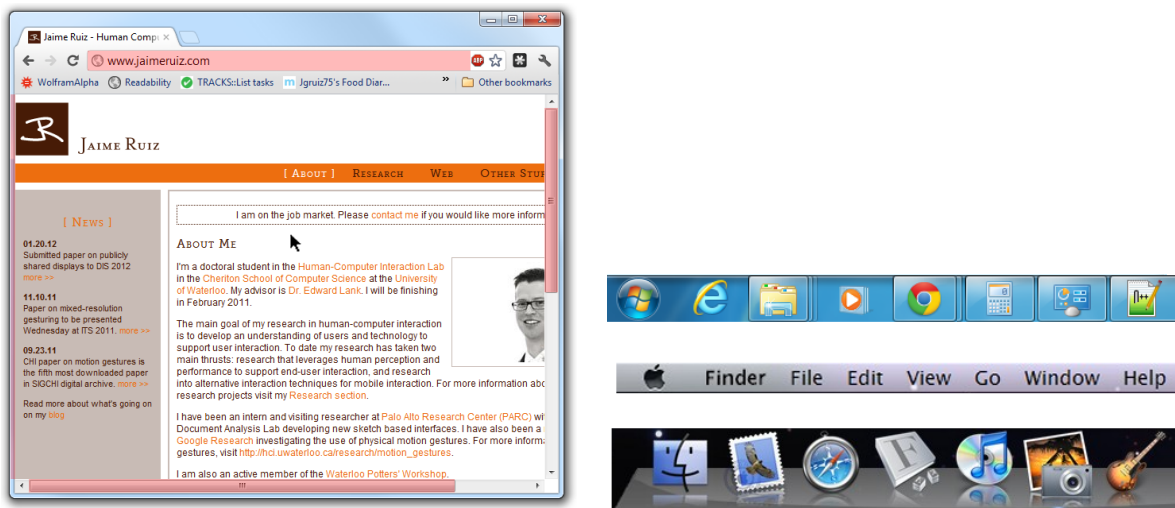 Jaime Ruiz - Human Compu
www.jaimeruiz.com
ABP
WolframAlpha Readability TRACKS::List tasks m Jgruiz75's Food Diar... » Other bookmarks
JR
Jaime Ruiz
[ About ] Research Web Other Stuf
[ News ]
01.20.12
Submitted paper on publicly
shared displays to DIS 2012
more >>
11.10.11
Paper on mixed-resolution
gesturing to be presented
Wednesday at ITS 2011. more >>
09.23.11
CHI paper on motion gestures is
the fifth most downloaded paper
in SIGCHI digital archive. more >>
Read more about what's going on
on my blog
I am on the job market. Please contact me if you would like more inform
About Me
I'm a doctoral student in the Human-Computer Interaction Lab
in the Cheriton School of Computer Science at the University
of Waterloo. My advisor is Dr. Edward Lank. I will be finishing
in February 2011.
The main goal of my research in human-computer interaction
is to develop an understanding of users and technology to
support user interaction. To date my research has taken two
main thrusts: research that leverages human perception and
performance to support end-user interaction, and research
into alternative interaction techniques for mobile interaction. For more information abo
research projects visit my Research section.
I have been an intern and visiting researcher at Palo Alto Research Center (PARC) wi
Document Analysis Lab developing new sketch based interfaces. I have also been a
Google Research investigating the use of physical motion gestures. For more informa
gestures, visit http://hci.uwaterloo.ca/research/motion_gestures.
I am also an active member of the Waterloo Potters' Workshop.
n++
Finder File Edit View Go Window Help